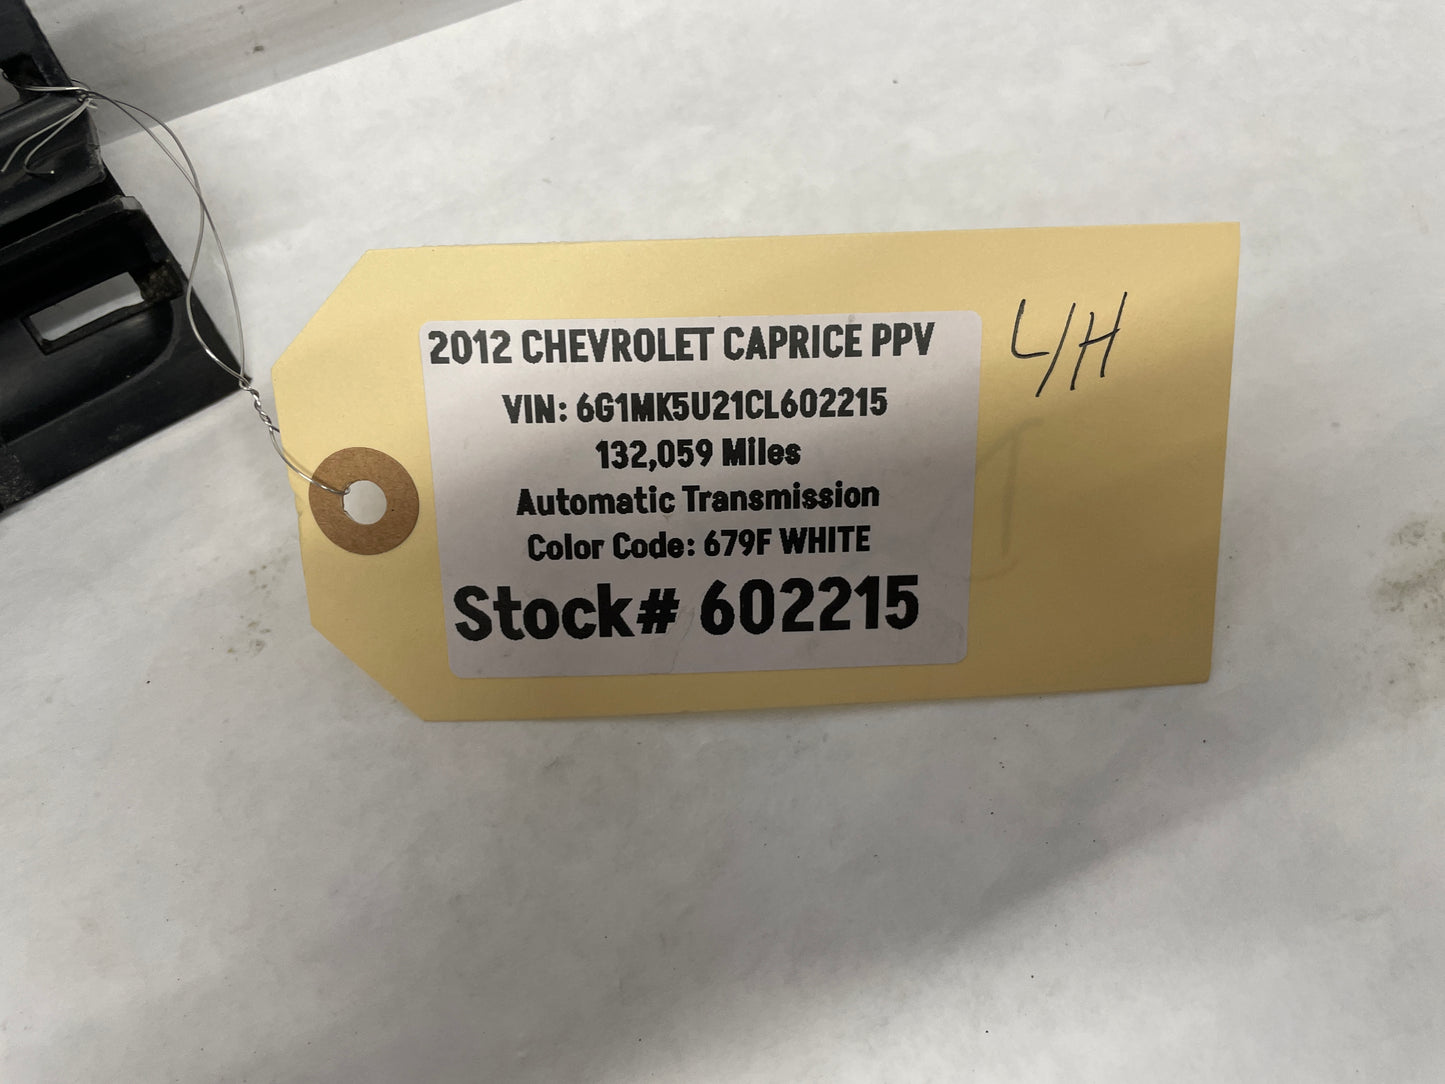 2012 CHEVROLET CAPRICE PPV
L/H
VIN: 6G1MK5U21CL602215
132,059 Miles
Automatic Transmission
Color Code: 679F WHITE
Stock# 602215